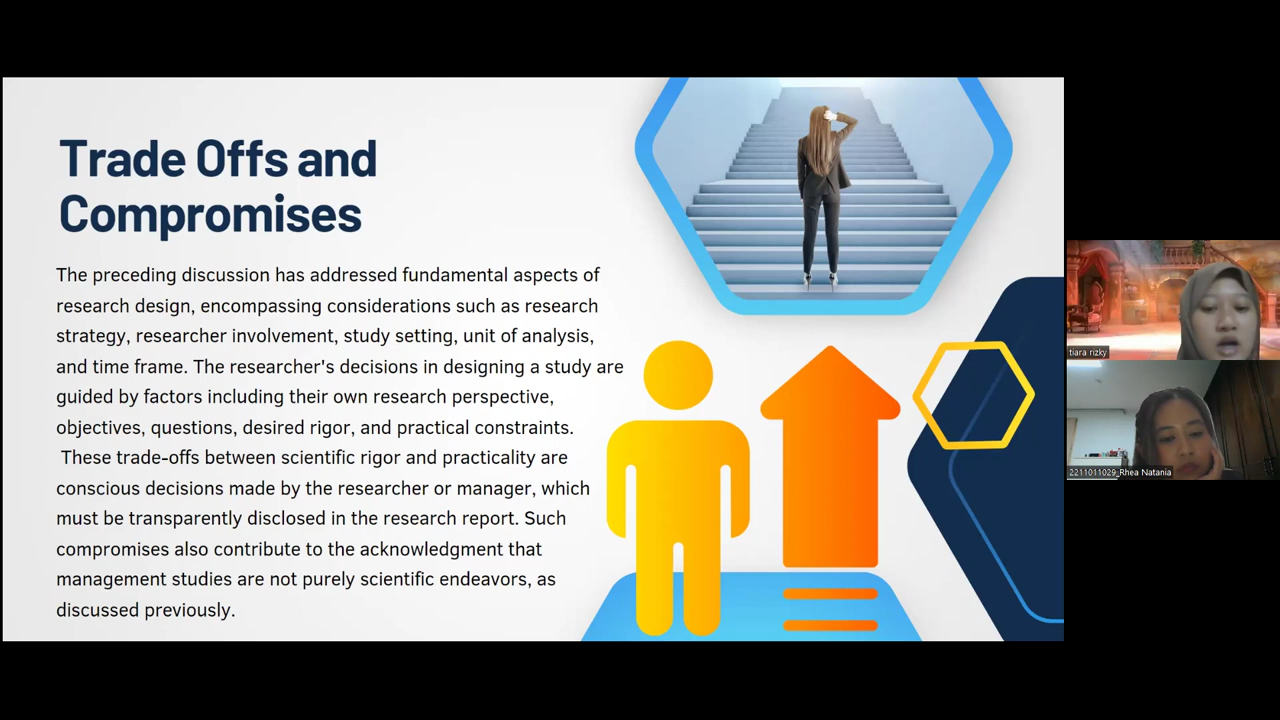 Trade Offs and
Compromises
The preceding discussion has addressed fundamental aspects of
research design, encompassing considerations such as research
strategy, researcher involvement, study setting, unit of analysis,
and time frame. The researcher's decisions in designing a study are
guided by factors including their own research perspective,
objectives, questions, desired rigor, and practical constraints.
These trade-offs between scientific rigor and practicality are
conscious decisions made by the researcher or manager, which
must be transparently disclosed in the research report. Such
compromises also contribute to the acknowledgment that
management studies are not purely scientific endeavors, as
discussed previously.
tiara rizky
2211011029_Rhea Natania